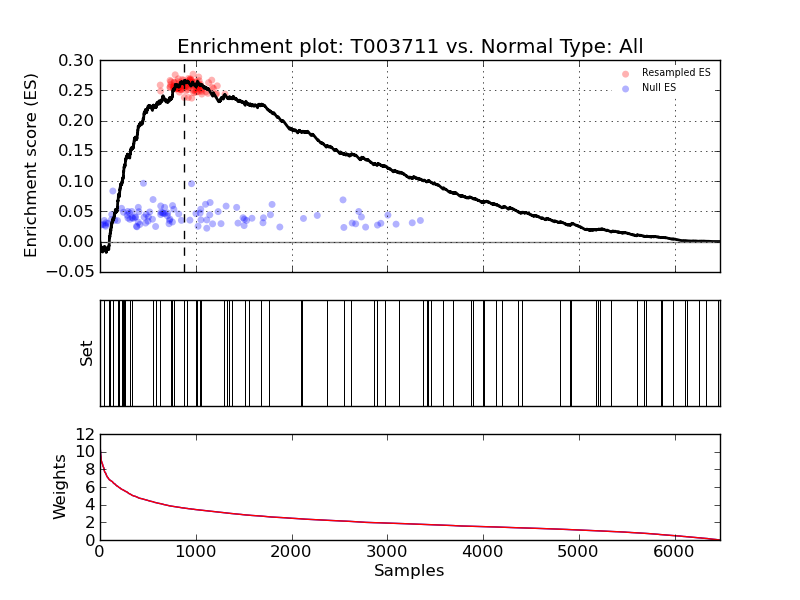 Enrichment plot: T003711 vs. Normal Type: All
0.30
0.25
0.20
0.15
0.10
0.05
0.00
−0.05
Enrichment score (ES)
Resampled ES
Null ES
Set
12
10
8
6
4
2
0
Weights
0 1000 2000 3000 4000 5000 6000
Samples